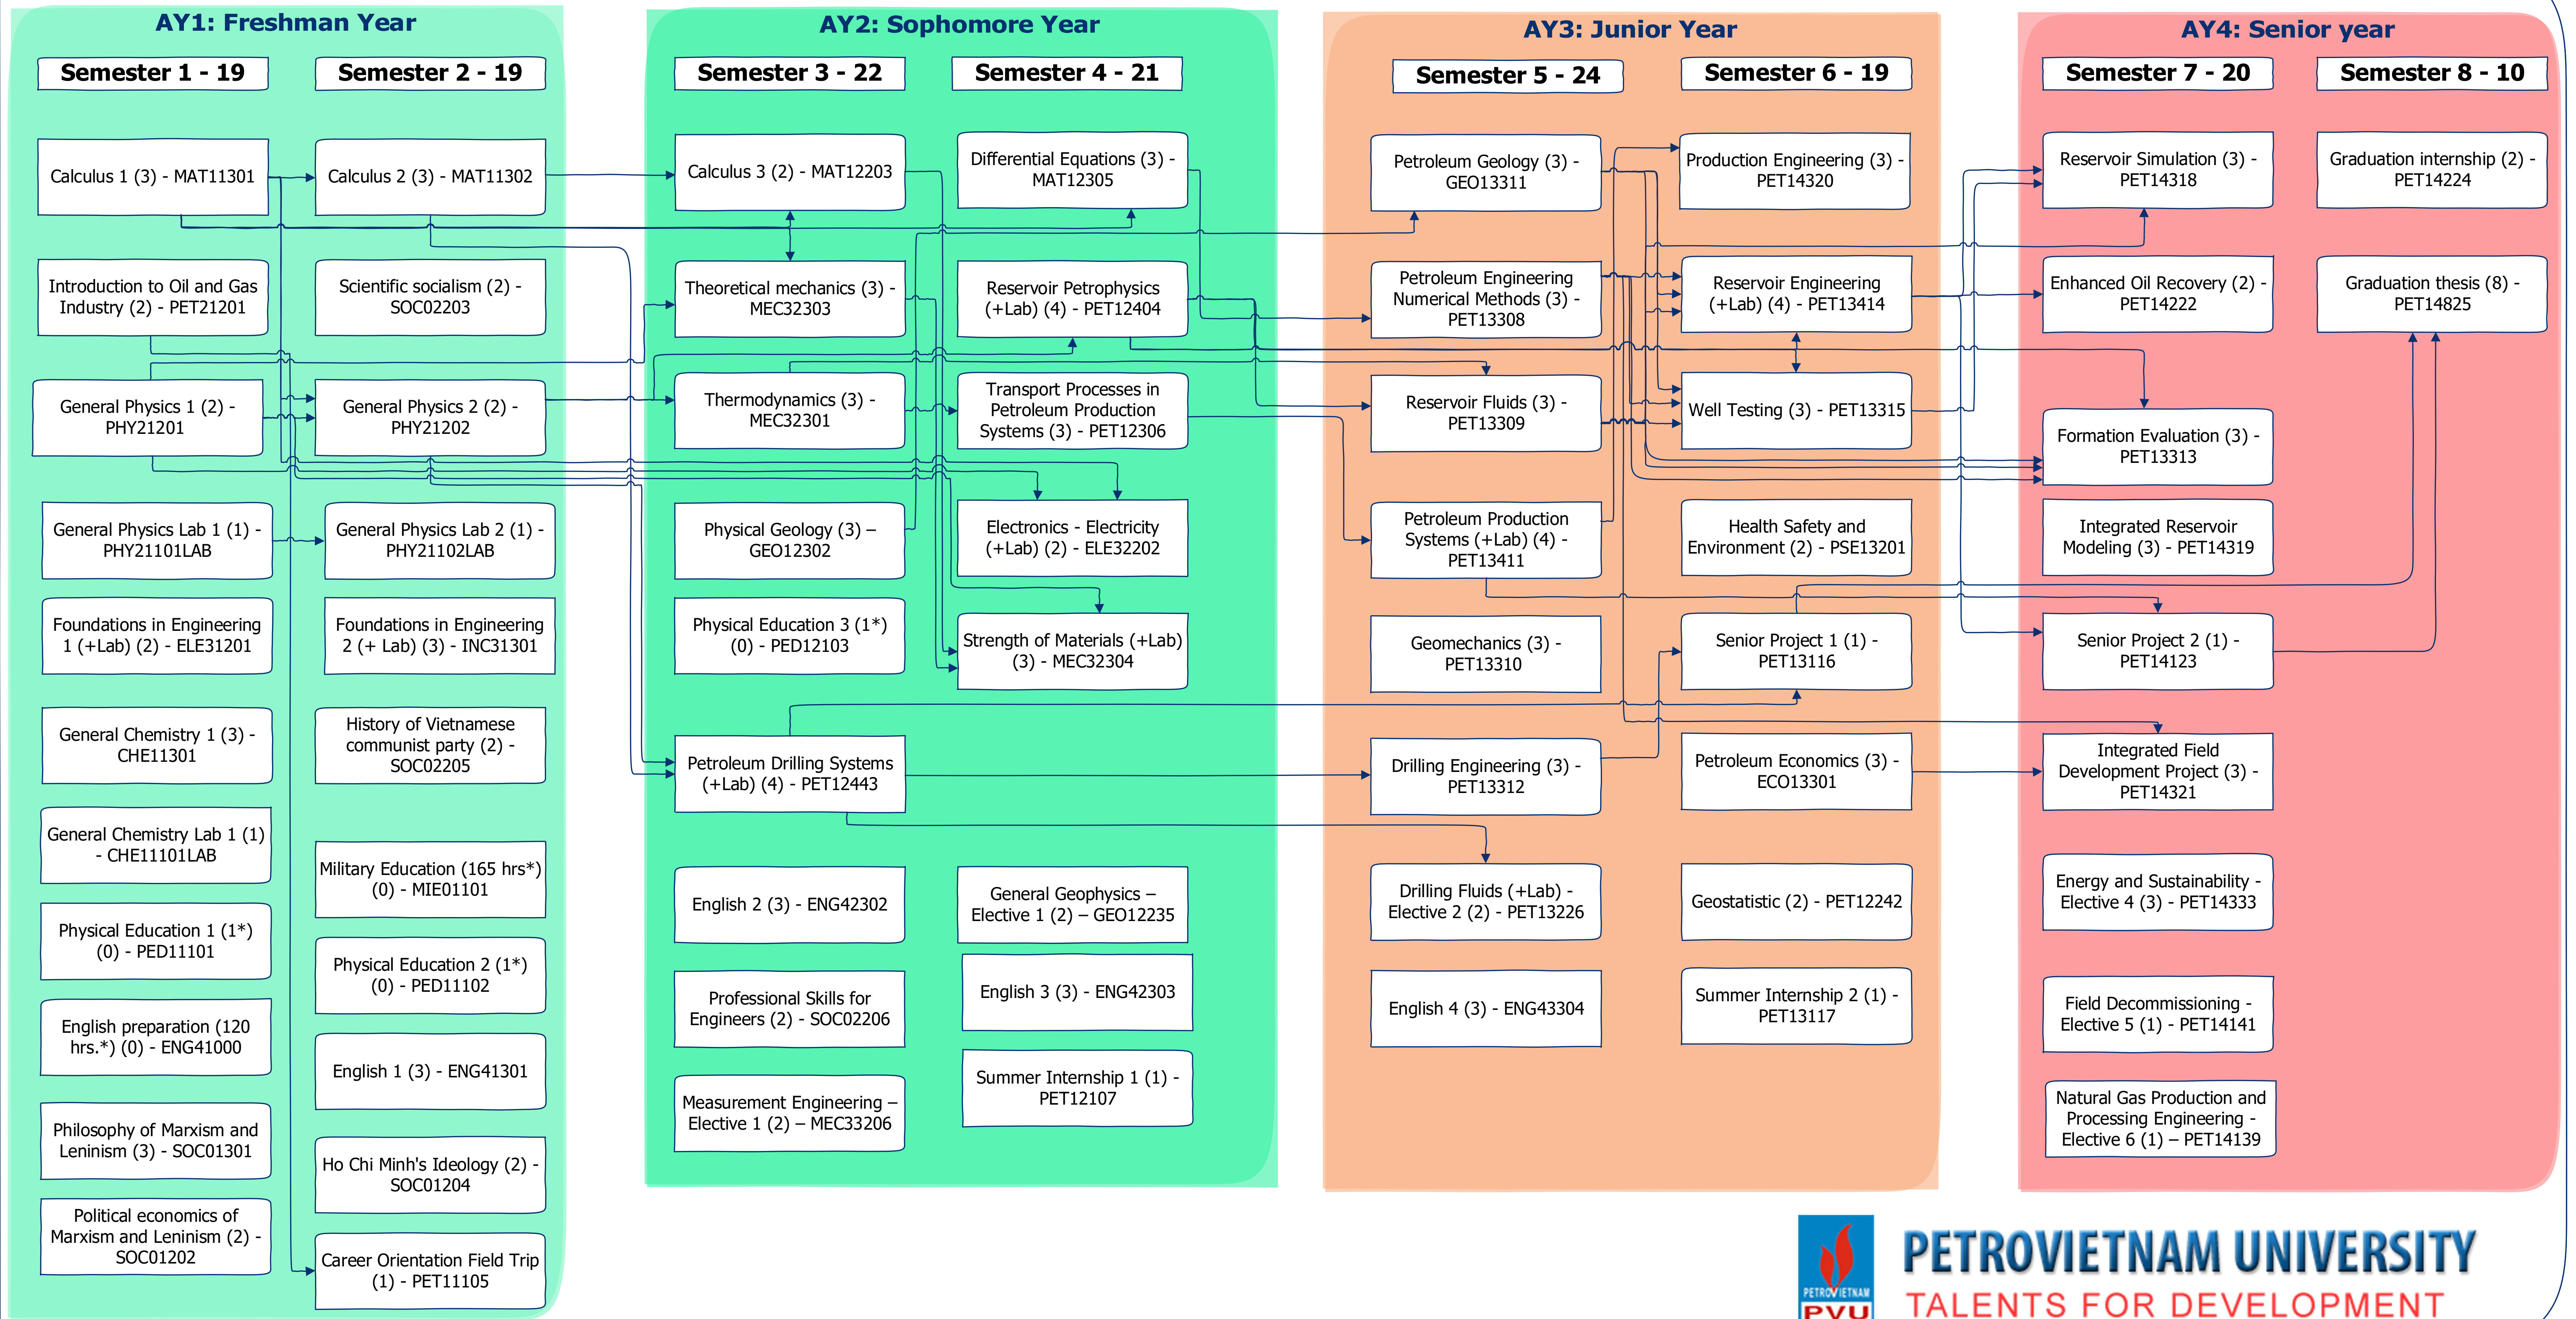 AY1: Freshman Year
Semester 1 - 19
Calculus 1 (3) - MAT11301
Introduction to Oil and Gas
Industry (2) - PET21201
General Physics 1 (2) -
PHY21201
General Physics Lab 1 (1) -
PHY21101LAB
Foundations in Engineering
1 (+Lab) (2) - ELE31201
General Chemistry 1 (3) -
CHE11301
General Chemistry Lab 1 (1)
- CHE11101LAB
Physical Education 1 (1*)
(0) - PED11101
English preparation (120
hrs.*) (0) - ENG41000
Philosophy of Marxism and
Leninism (3) - SOC01301
Political economics of
Marxism and Leninism (2) -
SOC01202
Semester 2 - 19
Calculus 2 (3) - MAT11302
Scientific socialism (2) -
SOC02203
General Physics 2 (2) -
PHY21202
General Physics Lab 2 (1) -
PHY21102LAB
Foundations in Engineering
2 (+ Lab) (3) - INC31301
History of Vietnamese
communist party (2) -
SOC02205
Military Education (165 hrs*)
(0) - MIE01101
Physical Education 2 (1*)
(0) - PED11102
English 1 (3) - ENG41301
Ho Chi Minh's Ideology (2) -
SOC01204
Career Orientation Field Trip
(1) - PET11105
AY2: Sophomore Year
Semester 3 - 22
Calculus 3 (2) - MAT12203
Theoretical mechanics (3) -
MEC32303
Thermodynamics (3) -
MEC32301
Physical Geology (3) –
GEO12302
Physical Education 3 (1*)
(0) - PED12103
Petroleum Drilling Systems
(+Lab) (4) - PET12443
English 2 (3) - ENG42302
Professional Skills for
Engineers (2) - SOC02206
Measurement Engineering –
Elective 1 (2) – MEC33206
Semester 4 - 21
Differential Equations (3) -
MAT12305
Reservoir Petrophysics
(+Lab) (4) - PET12404
Transport Processes in
Petroleum Production
Systems (3) - PET12306
Electronics - Electricity
(+Lab) (2) - ELE32202
Strength of Materials (+Lab)
(3) - MEC32304
General Geophysics –
Elective 1 (2) – GEO12235
English 3 (3) - ENG42303
Summer Internship 1 (1) -
PET12107
AY3: Junior Year
Semester 5 - 24
Petroleum Geology (3) -
GEO13311
Petroleum Engineering
Numerical Methods (3) -
PET13308
Reservoir Fluids (3) -
PET13309
Petroleum Production
Systems (+Lab) (4) -
PET13411
Geomechanics (3) -
PET13310
Drilling Engineering (3) -
PET13312
Drilling Fluids (+Lab) -
Elective 2 (2) - PET13226
English 4 (3) - ENG43304
Semester 6 - 19
Production Engineering (3) -
PET14320
Reservoir Engineering
(+Lab) (4) - PET13414
Well Testing (3) - PET13315
Health Safety and
Environment (2) - PSE13201
Senior Project 1 (1) -
PET13116
Petroleum Economics (3) -
ECO13301
Geostatistic (2) - PET12242
Summer Internship 2 (1) -
PET13117
AY4: Senior year
Semester 7 - 20
Reservoir Simulation (3) -
PET14318
Enhanced Oil Recovery (2) -
PET14222
Formation Evaluation (3) -
PET13313
Integrated Reservoir
Modeling (3) - PET14319
Senior Project 2 (1) -
PET14123
Integrated Field
Development Project (3) -
PET14321
Energy and Sustainability -
Elective 4 (3) - PET14333
Field Decommissioning -
Elective 5 (1) - PET14141
Natural Gas Production and
Processing Engineering -
Elective 6 (1) – PET14139
Semester 8 - 10
Graduation internship (2) -
PET14224
Graduation thesis (8) -
PET14825
PETROVIETNAM
PVU
PETROVIETNAM UNIVERSITY
TALENTS FOR DEVELOPMENT